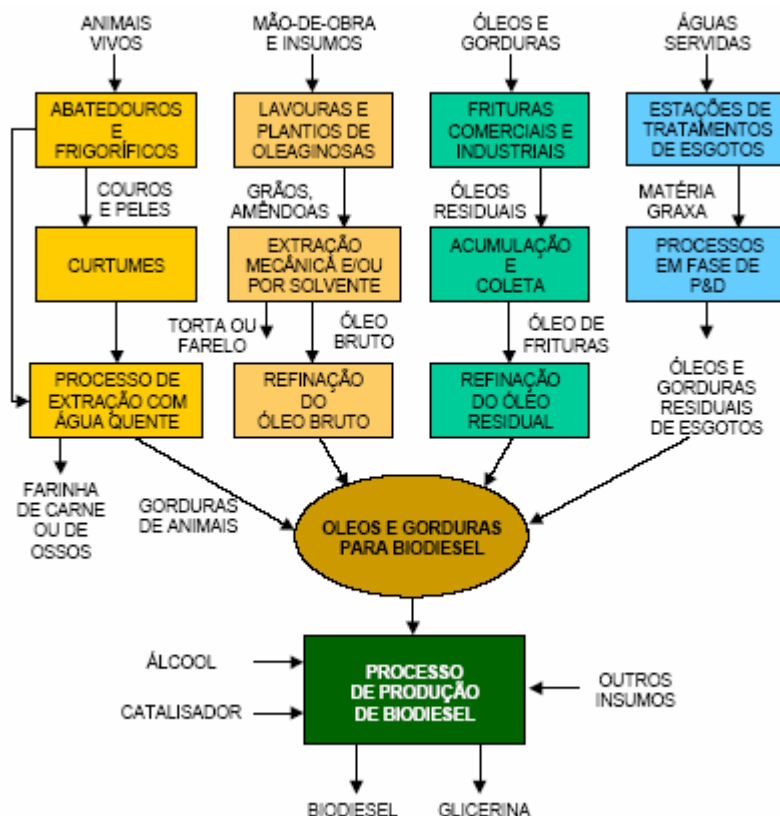 ANIMAIS
VIVOS
MÃO-DE-OBRA
E INSUMOS
ÓLEOS E
GORDURAS
ÁGUAS
SERVIDAS
ABATEDOUROS
E
FRIGORÍFICOS
LAVOURAS E
PLANTIOS DE
OLEAGINOSAS
FRITURAS
COMERCIAIS E
INDUSTRIAIS
ESTAÇÕES DE
TRATAMENTOS
DE ESGOTOS
COUROS
E PELES
GRÃOS,
AMÊNDOAS
ÓLEOS
RESIDUAIS
MATÉRIA
GRAXA
CURTUMES
EXTRAÇÃO
MECÂNICA E/OU
POR SOLVENTE
ACUMULAÇÃO
E
COLETA
PROCESSOS
EM FASE DE
P&D
TORTA OU
FARELO
ÓLEO
BRUTO
ÓLEO DE
FRITURAS
PROCESSO DE
EXTRAÇÃO COM
ÁGUA QUENTE
REFINAÇÃO
DO
ÓLEO BRUTO
REFINAÇÃO
DO ÓLEO
RESIDUAL
ÓLEOS E
GORDURAS
RESIDUAIS
DE ESGOTOS
FARINHA
DE CARNE
OU DE
OSSOS
GORDURAS
DE ANIMAIS
OLEOS E GORDURAS
PARA BIODIESEL
ÁLCOOL
CATALISADOR
PROCESSO
DE PRODUÇÃO
DE BIODIESEL
OUTROS
INSUMOS
BIODIESEL
GLICERINA